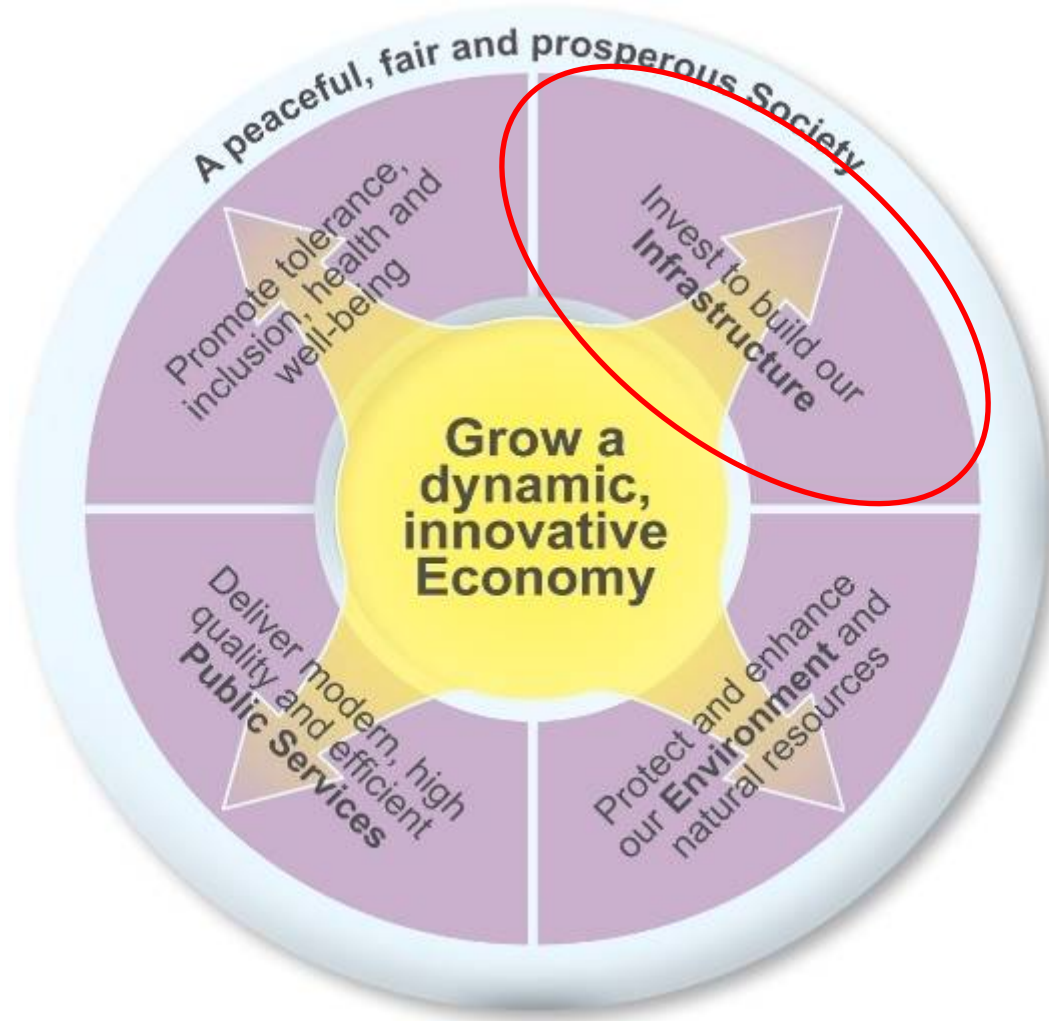 A peaceful, fair and prosperous Society
Promote tolerance,
inclusion, health and
well-being
Invest to build our
Infrastructure
Grow a
dynamic,
innovative
Economy
Deliver modern, high
quality and efficient
Public Services
Protect and enhance
our Environment and
natural resources